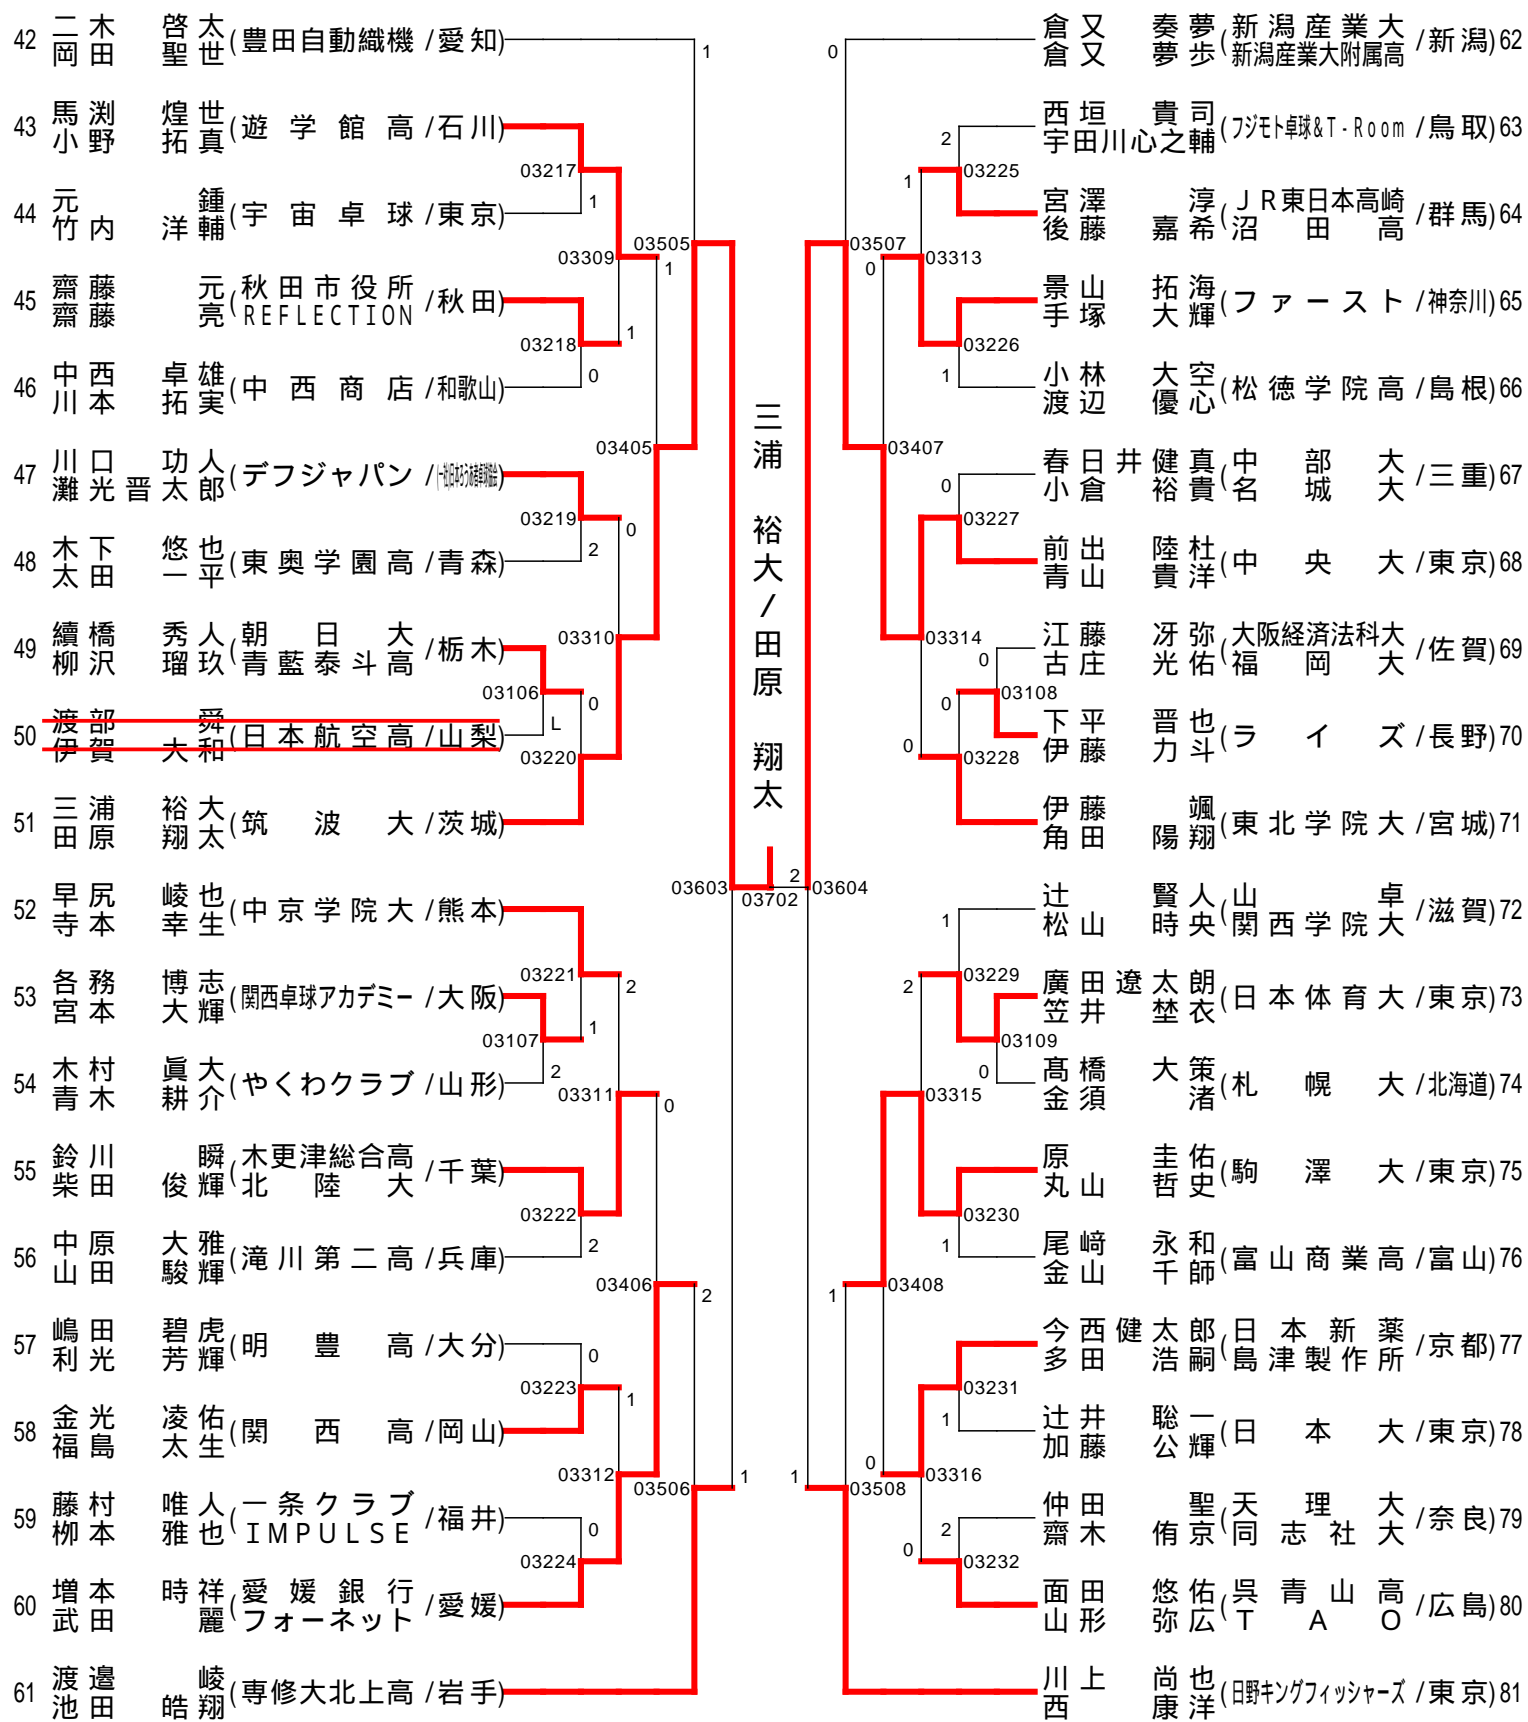 42 二木 啓太 岡田 聖世 (豊田自動織機/愛知)
43 馬渕 煌世 小野 拓真 (遊学館高/石川)
44 元 鍾 竹内 洋輔 (宇宙卓球/東京)
45 齋藤 元 齋藤 亮 (秋田市役所 REFLECTION/秋田)
46 中西 卓雄 川本 拓実 (中西商店/和歌山)
47 川口 功人 灘光晋太郎 (デフジャパン/(一社)日本ろうあ者卓球協会)
48 木下 悠也 太田 一平 (東奥学園高/青森)
49 續橋 秀人 柳沢 瑠玖 (朝日大 青藍泰斗高/栃木)
50 渡部 舜 伊賀 大和 (日本航空高/山梨)
51 三浦 裕大 田原 翔太 (筑波大/茨城)
52 早尻 崚也 寺本 幸生 (中京学院大/熊本)
53 各務 博志 宮本 大輝 (関西卓球アカデミー/大阪)
54 木村 眞大 青木 耕介 (やくわクラブ/山形)
55 鈴川 瞬 柴田 俊輝 (木更津総合高 北陸大/千葉)
56 中原 大雅 山田 駿輝 (滝川第二高/兵庫)
57 嶋田 碧虎 利光 芳輝 (明豊高/大分)
58 金光 凌佑 福島 太生 (関西高/岡山)
59 藤村 唯人 栁本 雅也 (一条クラブ IMPULSE/福井)
60 増本 時祥 武田 麗 (愛媛銀行 フォーネット/愛媛)
61 渡邉 崚 池田 皓翔 (専修大北上高/岩手)
03217 1
03218 0
03219 2
03106 L
03220 0
03221 1
03107 2
03222 2
03223 0
03224 0
03309 1
03310 0
03311 2
03312 1
03405 1
03406 0
03505 1
03506 2
03603 1
三浦 裕大/田原 翔太
03702 2
03604 1
03507 0
03508 1
03407 0
03408 0
03313 1
03314 0
03315 2
03316 0
03225 2
03226 1
03227 0
03108 0
03228 0
03229 1
03109 0
03230 1
03231 1
03232 2
倉又 奏夢 倉又 夢歩 (新潟産業大 新潟産業大附属高/新潟) 62
西垣 貴司 宇田川心之輔 (フジモト卓球&T-Room/鳥取) 63
宮澤 淳 後藤 嘉希 (JR東日本高崎 沼田高/群馬) 64
景山 拓海 手塚 大輝 (ファースト/神奈川) 65
小林 大空 渡辺 優心 (松徳学院高/島根) 66
春日井健真 小倉 裕貴 (中部大 名城大/三重) 67
前出 陸杜 青山 貴洋 (中央大/東京) 68
江藤 冴弥 古庄 光佑 (大阪経済法科大 福岡大/佐賀) 69
下平 晋也 伊藤 力斗 (ライズ/長野) 70
伊藤 颯 角田 陽翔 (東北学院大/宮城) 71
辻 賢人 松山 時央 (山卓 関西学院大/滋賀) 72
廣田遼太朗 笠井 埜衣 (日本体育大/東京) 73
髙橋 大策 金須 渚 (札幌大/北海道) 74
原 圭佑 丸山 哲史 (駒澤大/東京) 75
尾﨑 永和 金山 千師 (富山商業高/富山) 76
今西健太郎 多田 浩嗣 (日本新薬 島津製作所/京都) 77
辻井 聡一 加藤 公輝 (日本大/東京) 78
仲田 聖 齋木 侑京 (天理大 同志社大/奈良) 79
面田 悠佑 山形 弥広 (呉青山高 TAO/広島) 80
川上 尚也 西 康洋 (日野キングフィッシャーズ/東京) 81